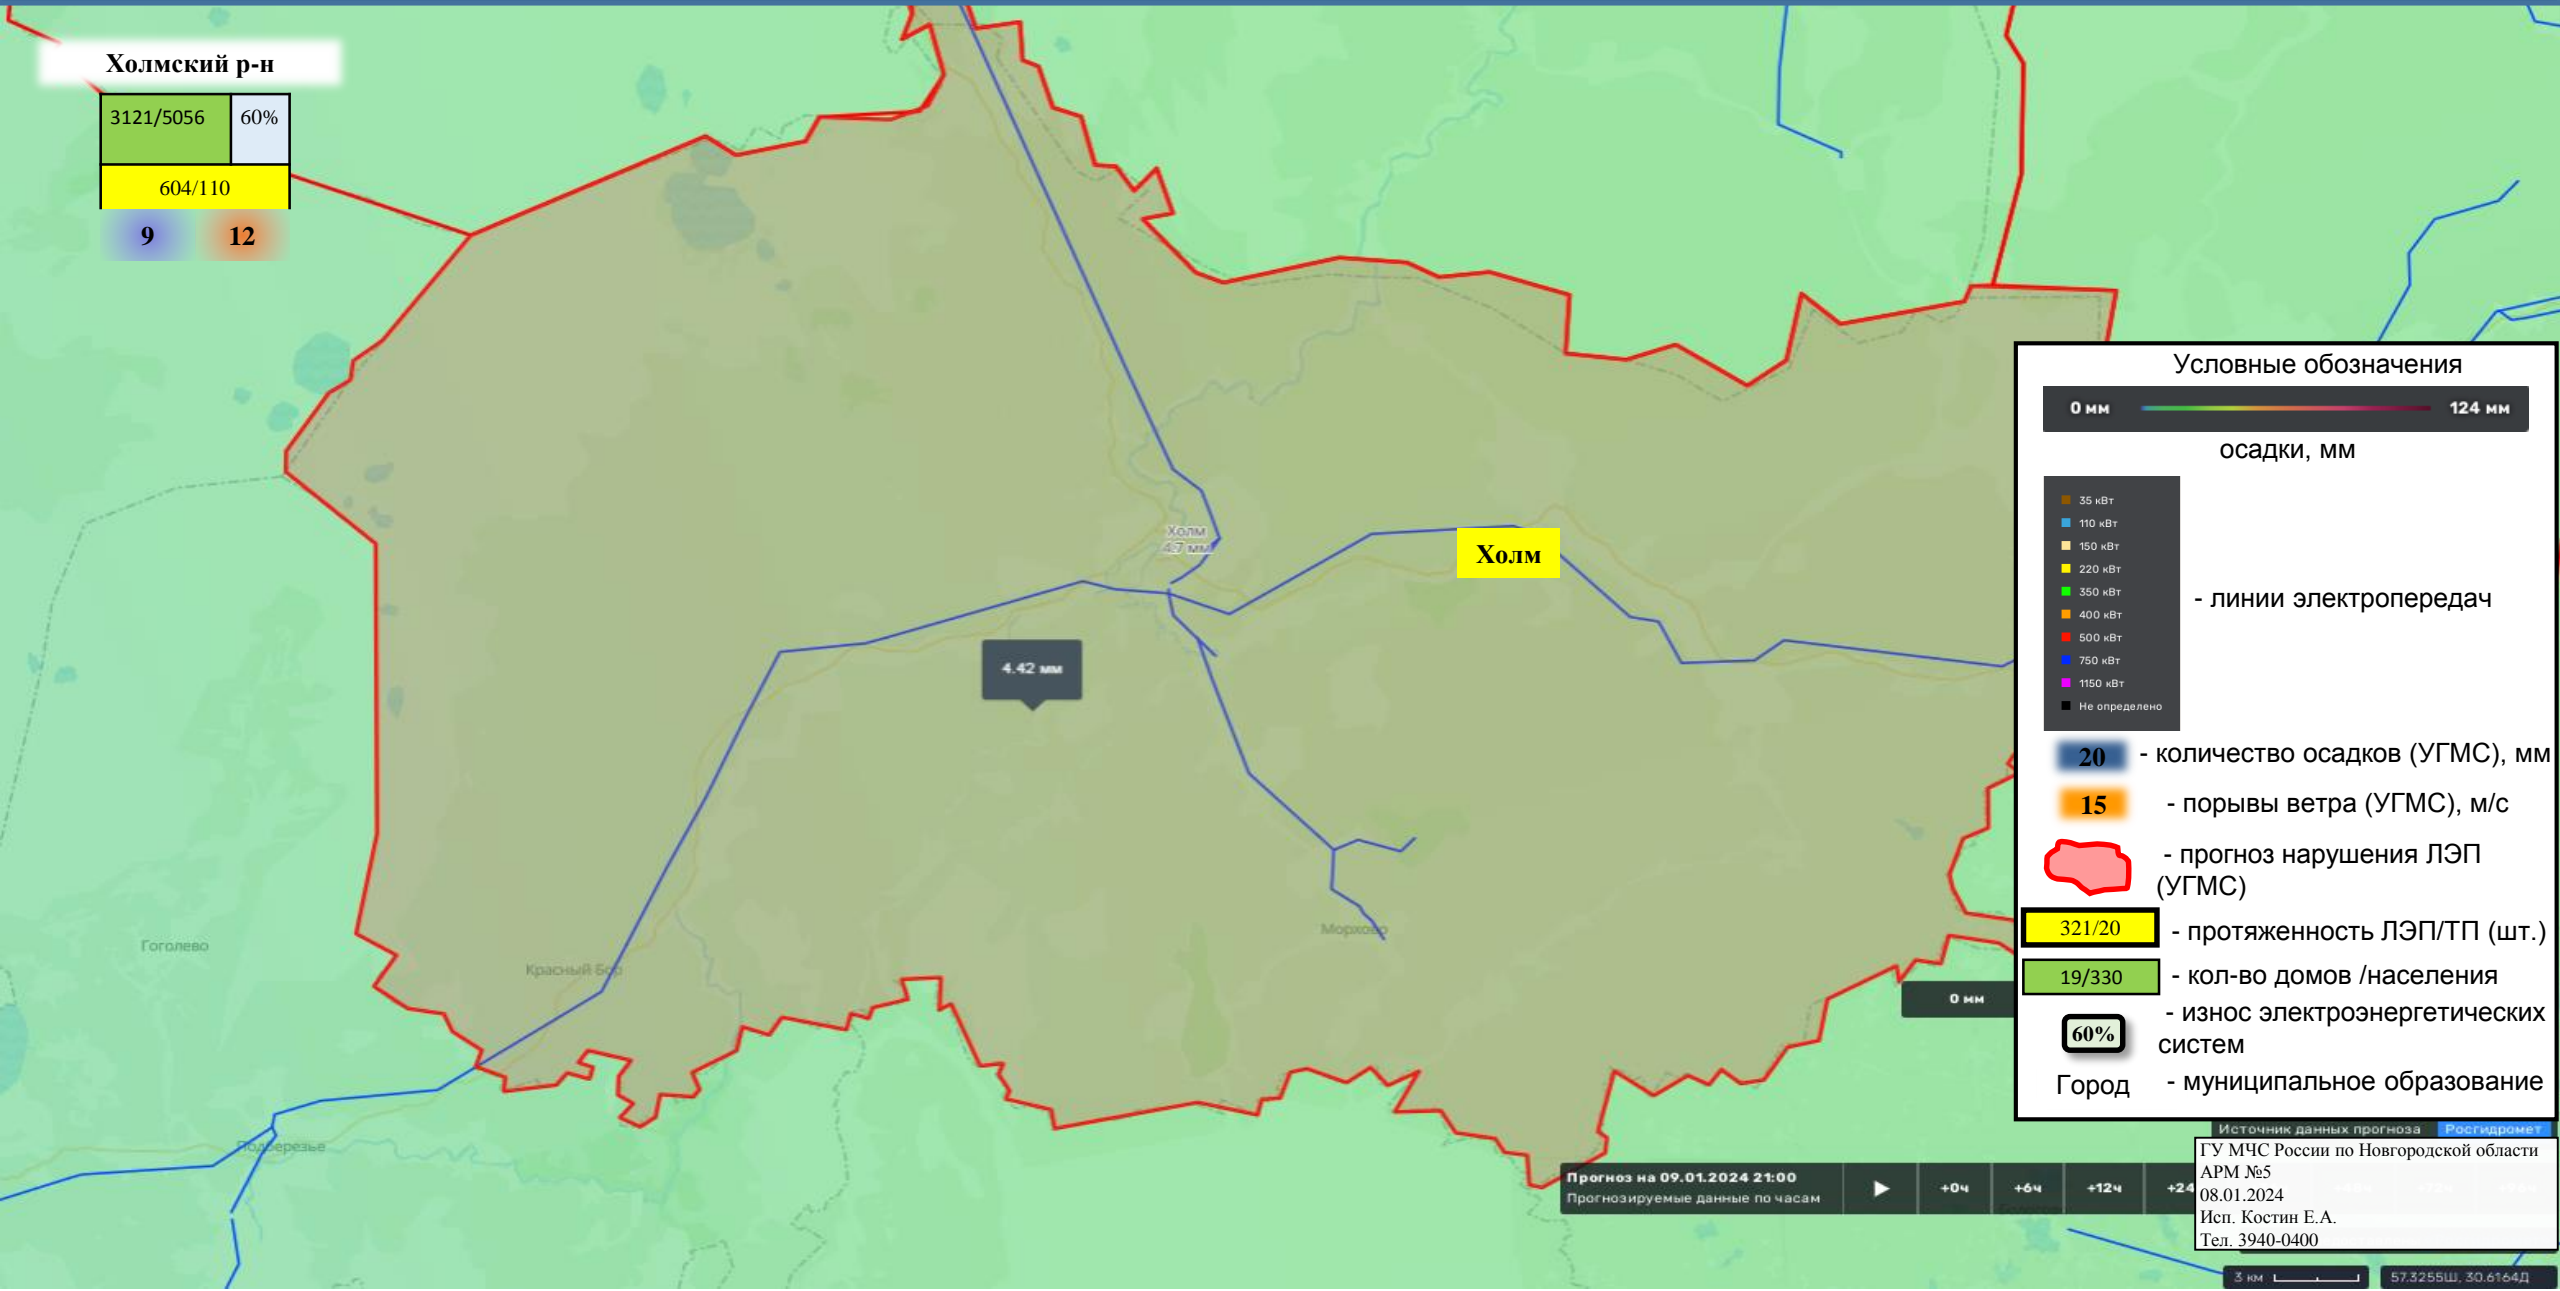 Холмский р-н
3121/5056
60%
604/110
9
12
Холм
4.7 мм
Холм
4.42 мм
Гоголево
Красный Бор
Морхово
Подберезье
0 мм
Условные обозначения
0 мм
124 мм
осадки, мм
35 кВт
110 кВт
150 кВт
220 кВт
350 кВт
400 кВт
500 кВт
750 кВт
1150 кВт
Не определено
- линии электропередач
20
- количество осадков (УГМС), мм
15
- порывы ветра (УГМС), м/с
- прогноз нарушения ЛЭП
(УГМС)
321/20
- протяженность ЛЭП/ТП (шт.)
19/330
- кол-во домов /населения
60%
- износ электроэнергетических
систем
Город
- муниципальное образование
Источник данных прогноза
Росгидромет
Прогноз на 09.01.2024 21:00
Прогнозируемые данные по часам
+0ч
+6ч
+12ч
+24
ГУ МЧС России по Новгородской области
АРМ №5
08.01.2024
Исп. Костин Е.А.
Тел. 3940-0400
3 км
57.3255Ш, 30.6164Д